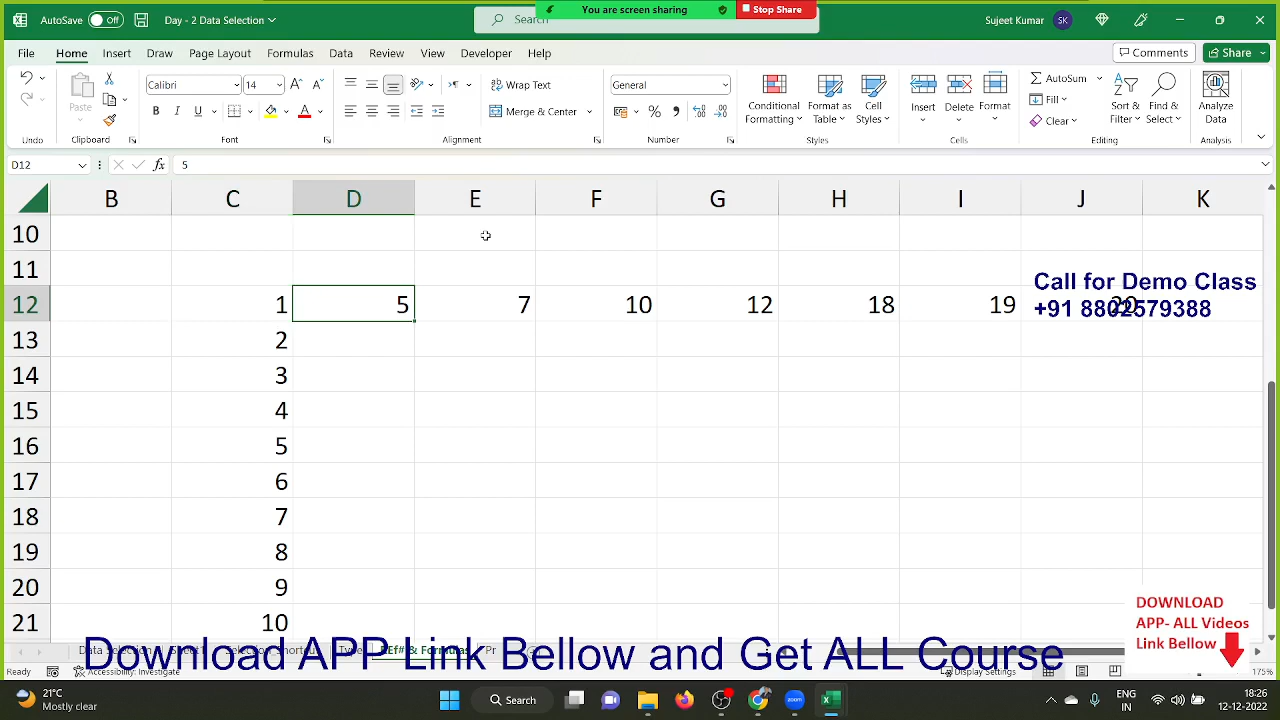 AutoSave Off Day - 2 Data Selection You are screen sharing Stop Share Search Sujeet Kumar SK
File Home Insert Draw Page Layout Formulas Data Review View Developer Help Comments Share
Calibri 14 Wrap Text General AutoSum
Paste B I U Merge & Center Conditional Formatting Format as Table Cell Styles Insert Delete Format Fill Clear Sort & Filter Find & Select Analyze Data
Undo Clipboard Font Alignment Number Styles Cells Editing Analysis
D12 fx 5
B C D E F G H I J K
10
11
Call for Demo Class
12 1 5 7 10 12 18 19 20
+91 8802579388
13 2
14 3
15 4
16 5
17 6
18 7
19 8
20 9
21 10
DOWNLOAD
APP- ALL Videos
Link Bellow
Download APP Link Bellow and Get ALL Course
Ready Accessibility: Investigate Display Settings 175%
21°C
Mostly clear
Search
ENG
IN
18:26
12-12-2022